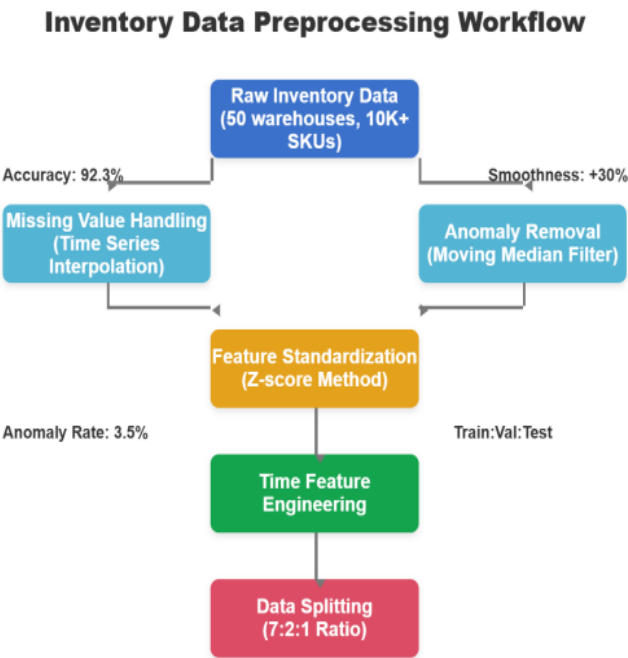 Inventory Data Preprocessing Workflow
Raw Inventory Data
(50 warehouses, 10K+
SKUs)
Accuracy: 92.3%
Smoothness: +30%
Missing Value Handling
(Time Series
Interpolation)
Anomaly Removal
(Moving Median Filter)
Feature Standardization
(Z-score Method)
Anomaly Rate: 3.5%
Train:Val:Test
Time Feature
Engineering
Data Splitting
(7:2:1 Ratio)